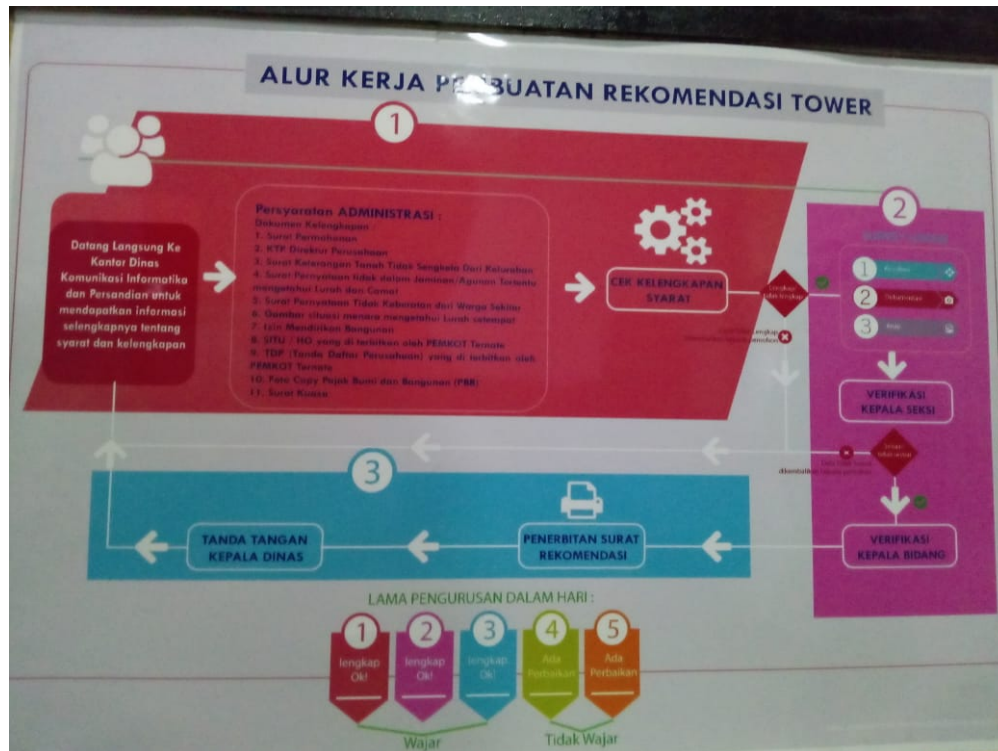 ALUR KERJA PEMBUATAN REKOMENDASI TOWER
1
Datang Langsung Ke
Kantor Dinas
Komunikasi Informatika
dan Persandian untuk
mendapatkan informasi
selengkapnya tentang
syarat dan kelengkapan
Persyaratan ADMINISTRASI :
Dokumen Kelengkapan :
1. Surat Permohonan
2. KTP Direktur Perusahaan
3. Surat Keterangan Tanah Tidak Sengketa Dari Kelurahan
4. Surat Pernyataan tidak dalam Jaminan/Agunan Tertentu
mengetahui Lurah dan Camat
5. Surat Pernyataan Tidak Keberatan dari Warga Sekitar
6. Gambar situasi menara mengetahui Lurah setempat
7. Izin Mendirikan Bangunan
8. SITU / HO yang di terbitkan oleh PEMKOT Ternate
9. TDP (Tanda Daftar Perusahaan) yang di terbitkan oleh
PEMKOT Ternate
10. Foto Copy Pajak Bumi dan Bangunan (PBB)
11. Surat Kuasa
CEK KELENGKAPAN
SYARAT
2
1
2
3
VERIFIKASI
KEPALA SEKSI
VERIFIKASI
KEPALA BIDANG
3
PENERBITAN SURAT
REKOMENDASI
TANDA TANGAN
KEPALA DINAS
LAMA PENGURUSAN DALAM HARI :
1
lengkap
Ok!
2
lengkap
Ok!
3
lengkap
Ok!
4
Ada
Perbaikan
5
Ada
Perbaikan
Wajar
Tidak Wajar